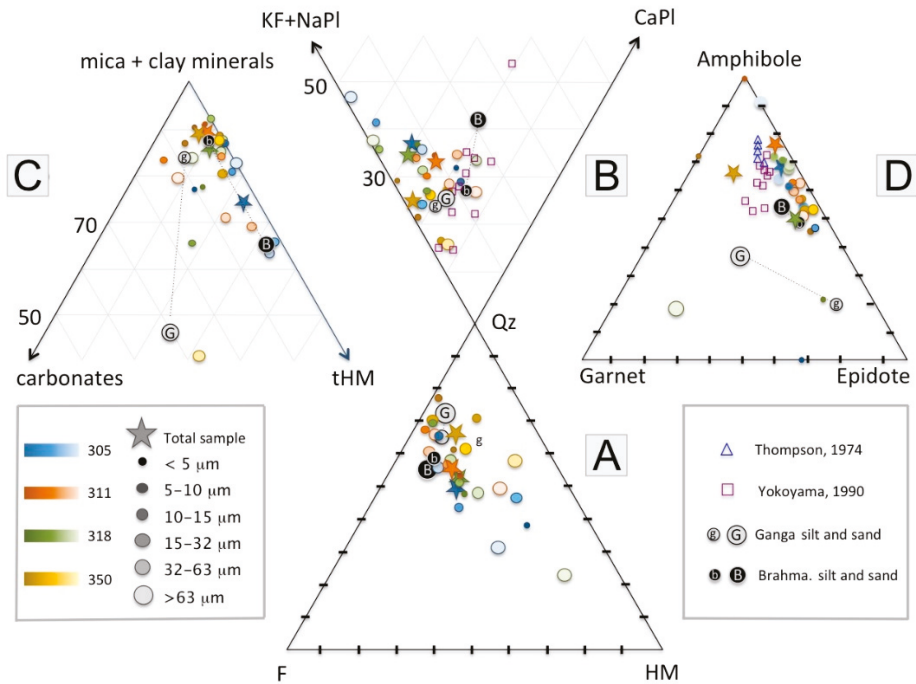 KF+NaPl
CaPl
mica + clay minerals
Amphibole
50
30
C
B
D
70
50
B
b
g
G
g
b
B
G
B
b
G
g
carbonates
tHM
Qz
Garnet
Epidote
G
g
b
B
A
F
HM
305
311
318
350
Total sample
< 5 μm
5-10 μm
10-15 μm
15-32 μm
32-63 μm
>63 μm
Thompson, 1974
Yokoyama, 1990
g G Ganga silt and sand
b B Brahma. silt and sand